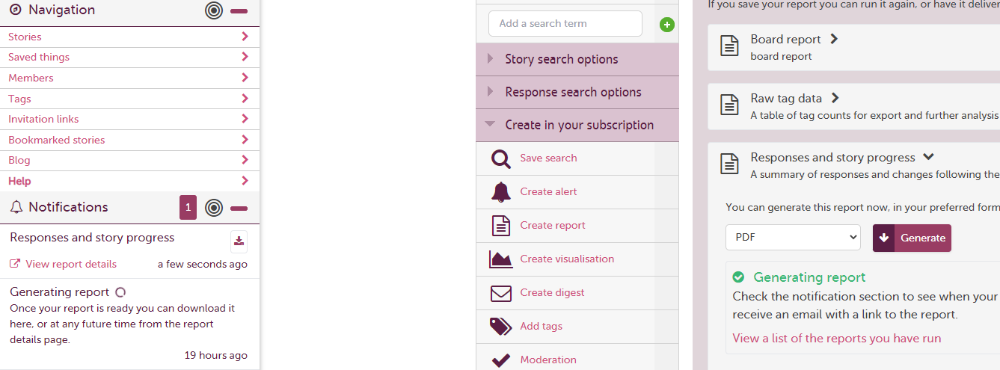 Navigation
Stories
Saved things
Members
Tags
Invitation links
Bookmarked stories
Blog
Help
Notifications 1
Responses and story progress
View report details a few seconds ago
Generating report
Once your report is ready you can download it
here, or at any future time from the report
details page.
19 hours ago
Add a search term
Story search options
Response search options
Create in your subscription
Save search
Create alert
Create report
Create visualisation
Create digest
Add tags
Moderation
If you save your report you can run it again, or have it deliver
Board report
board report
Raw tag data
A table of tag counts for export and further analysis
Responses and story progress
A summary of responses and changes following the
You can generate this report now, in your preferred form
PDF Generate
Generating report
Check the notification section to see when your
receive an email with a link to the report.
View a list of the reports you have run